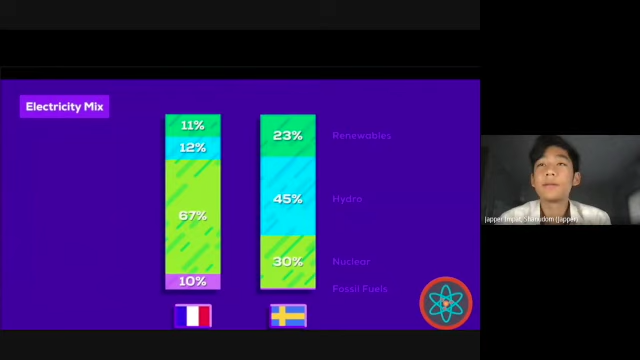 Electricity Mix
11%
12%
67%
10%
23%
45%
30%
Renewables
Hydro
Nuclear
Fossil Fuels